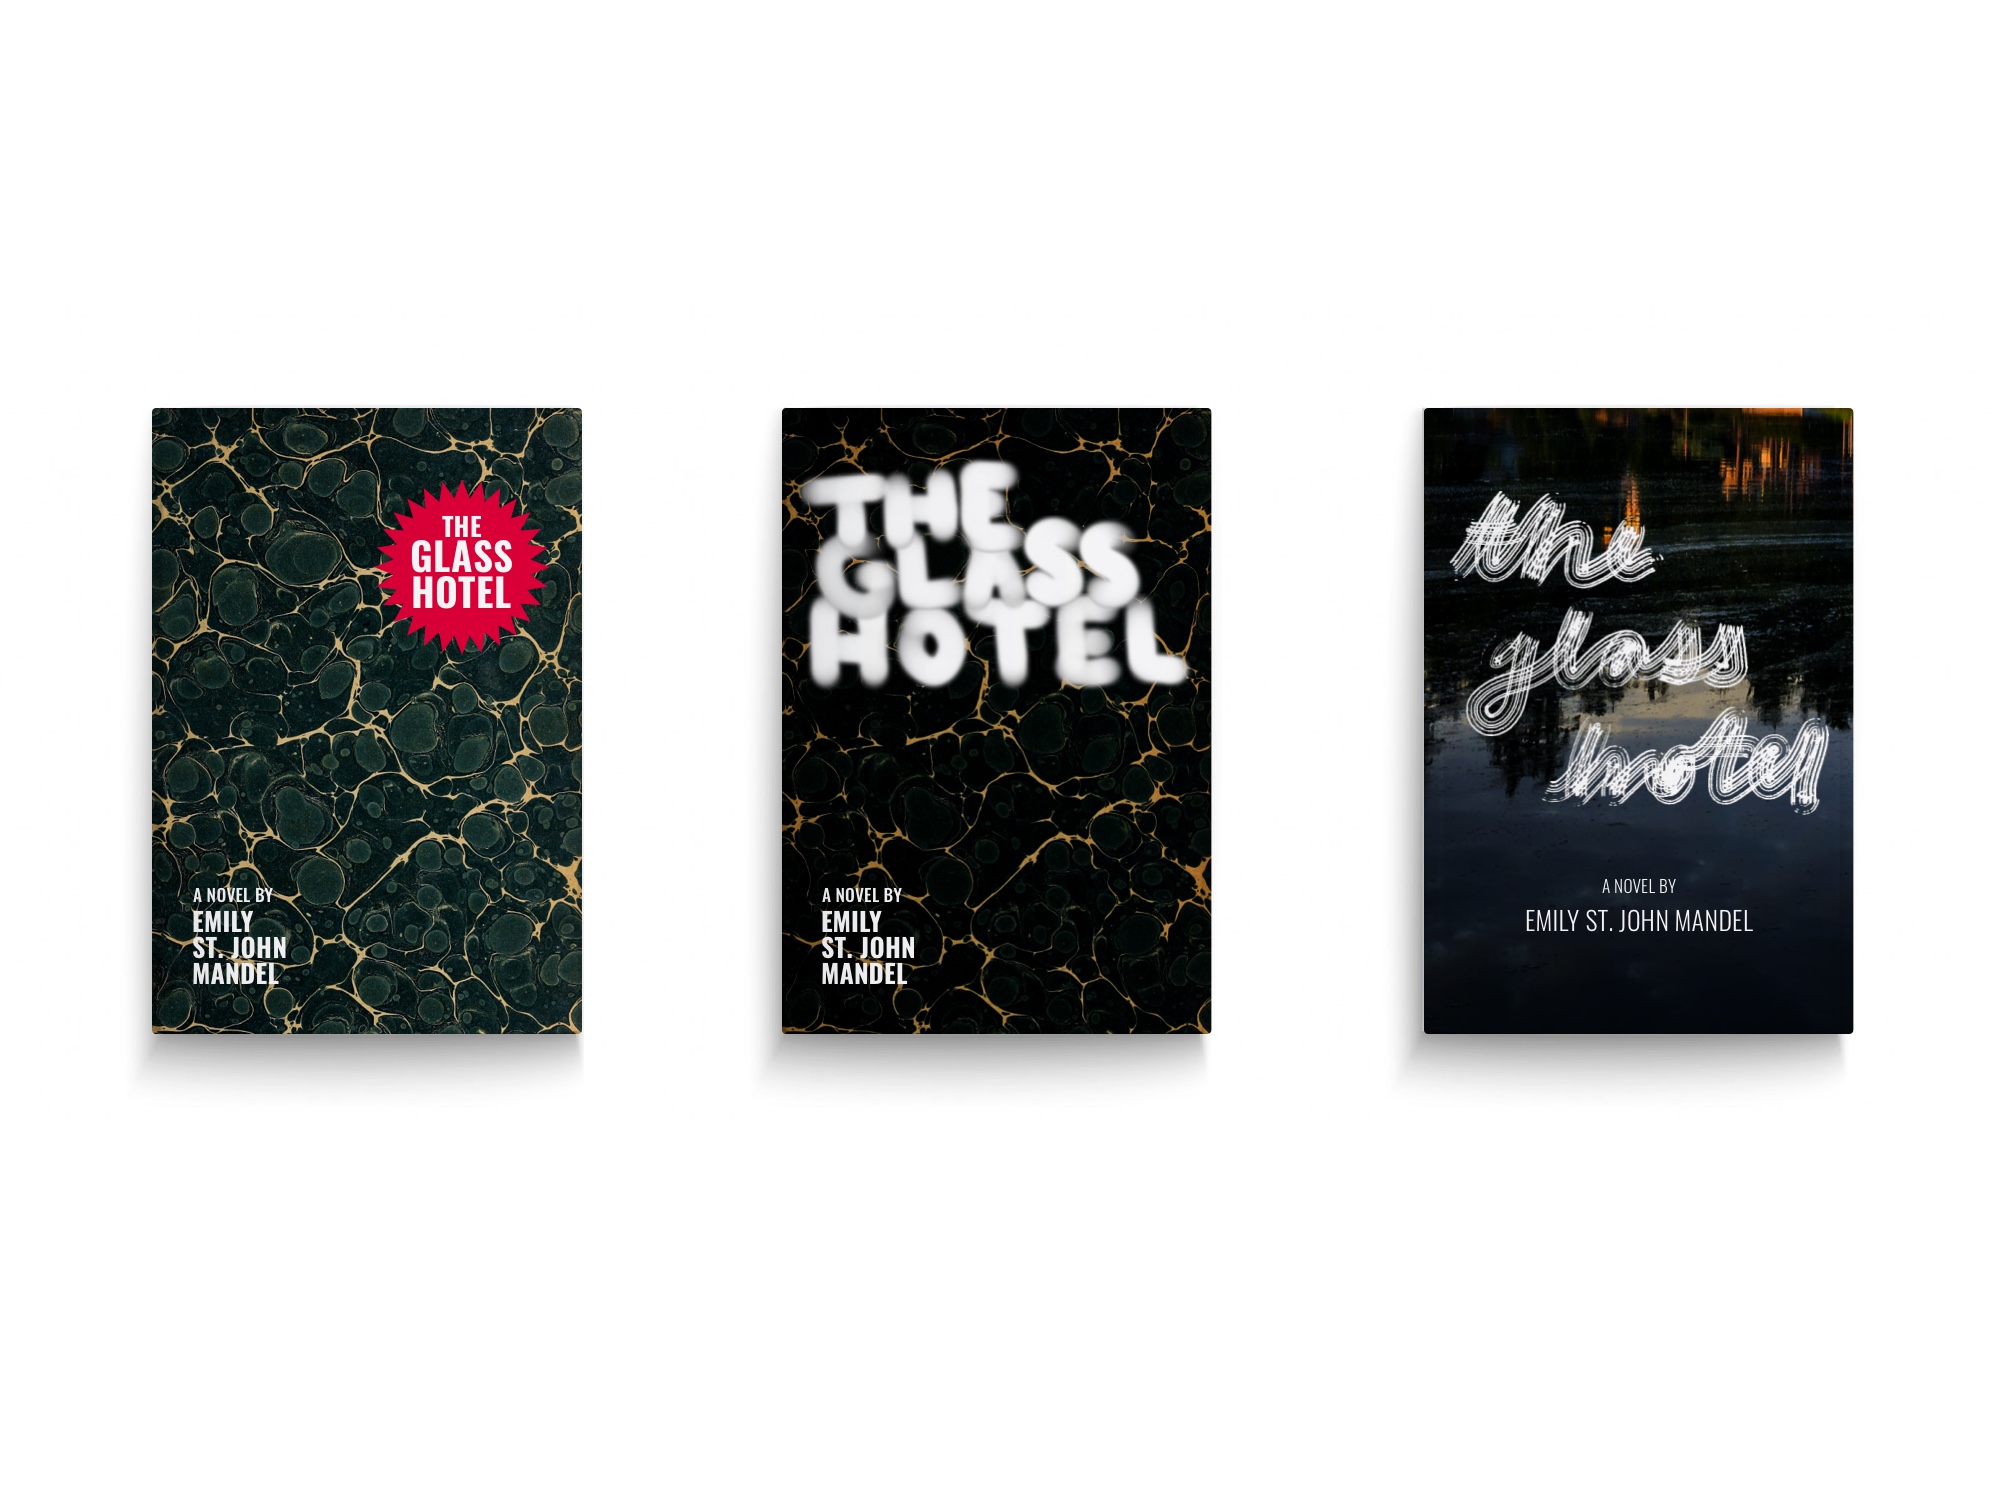 THE
GLASS
HOTEL
A NOVEL BY
EMILY
ST. JOHN
MANDEL
THE
GLASS
HOTEL
A NOVEL BY
EMILY
ST. JOHN
MANDEL
the
glass
hotel
A NOVEL BY
EMILY ST. JOHN MANDEL